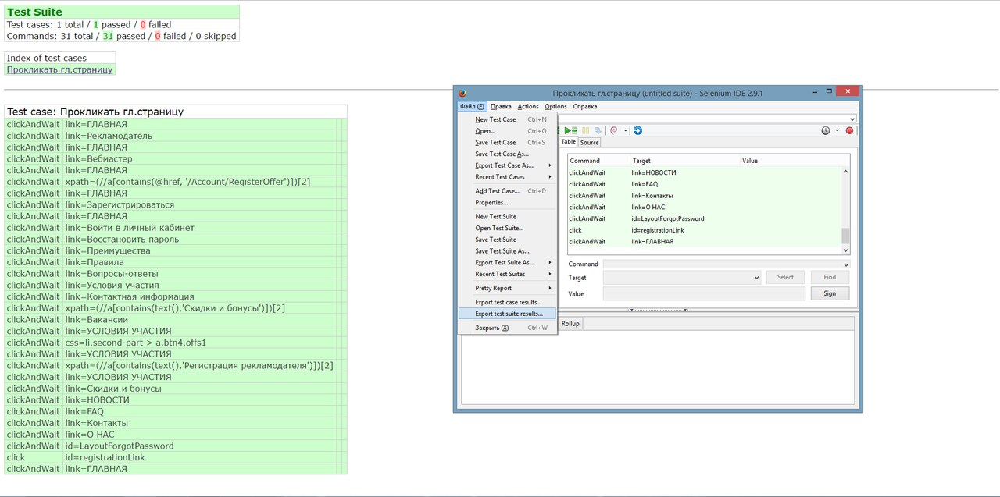 Test Suite
Test cases: 1 total / 1 passed / 0 failed
Commands: 31 total / 31 passed / 0 failed / 0 skipped
Index of test cases
Прокликать гл.страницу
Test case: Прокликать гл.страницу
clickAndWait link=ГЛАВНАЯ
clickAndWait link=Рекламодатель
clickAndWait link=ГЛАВНАЯ
clickAndWait link=Вебмастер
clickAndWait link=ГЛАВНАЯ
clickAndWait xpath=(//a[contains(@href, '/Account/RegisterOffer')])[2]
clickAndWait link=ГЛАВНАЯ
clickAndWait link=Зарегистрироваться
clickAndWait link=ГЛАВНАЯ
clickAndWait link=Войти в личный кабинет
clickAndWait link=Восстановить пароль
clickAndWait link=Преимущества
clickAndWait link=Правила
clickAndWait link=Вопросы-ответы
clickAndWait link=Условия участия
clickAndWait link=Контактная информация
clickAndWait xpath=(//a[contains(text(),'Скидки и бонусы')])[2]
clickAndWait link=Вакансии
clickAndWait link=УСЛОВИЯ УЧАСТИЯ
clickAndWait css=li.second-part > a.btn4.offs1
clickAndWait link=УСЛОВИЯ УЧАСТИЯ
clickAndWait xpath=(//a[contains(text(),'Регистрация рекламодателя')])[2]
clickAndWait link=УСЛОВИЯ УЧАСТИЯ
clickAndWait link=Скидки и бонусы
clickAndWait link=НОВОСТИ
clickAndWait link=FAQ
clickAndWait link=Контакты
clickAndWait link=О НАС
clickAndWait id=LayoutForgotPassword
click id=registrationLink
clickAndWait link=ГЛАВНАЯ
Прокликать гл.страницу (untitled suite) - Selenium IDE 2.9.1
Файл (F) Правка Actions Options Справка
New Test Case Ctrl+N
Open... Ctrl+O
Save Test Case Ctrl+S
Save Test Case As...
Export Test Case As...
Recent Test Cases
Add Test Case... Ctrl+D
Properties...
New Test Suite
Open Test Suite...
Save Test Suite
Save Test Suite As...
Export Test Suite As...
Recent Test Suites
Pretty Report
Export test case results...
Export test suite results...
Закрыть (X) Ctrl+W
Table Source
Command Target Value
clickAndWait link=НОВОСТИ
clickAndWait link=FAQ
clickAndWait link=Контакты
clickAndWait link=О НАС
clickAndWait id=LayoutForgotPassword
click id=registrationLink
clickAndWait link=ГЛАВНАЯ
Command
Target Select Find
Value Sign
Rollup